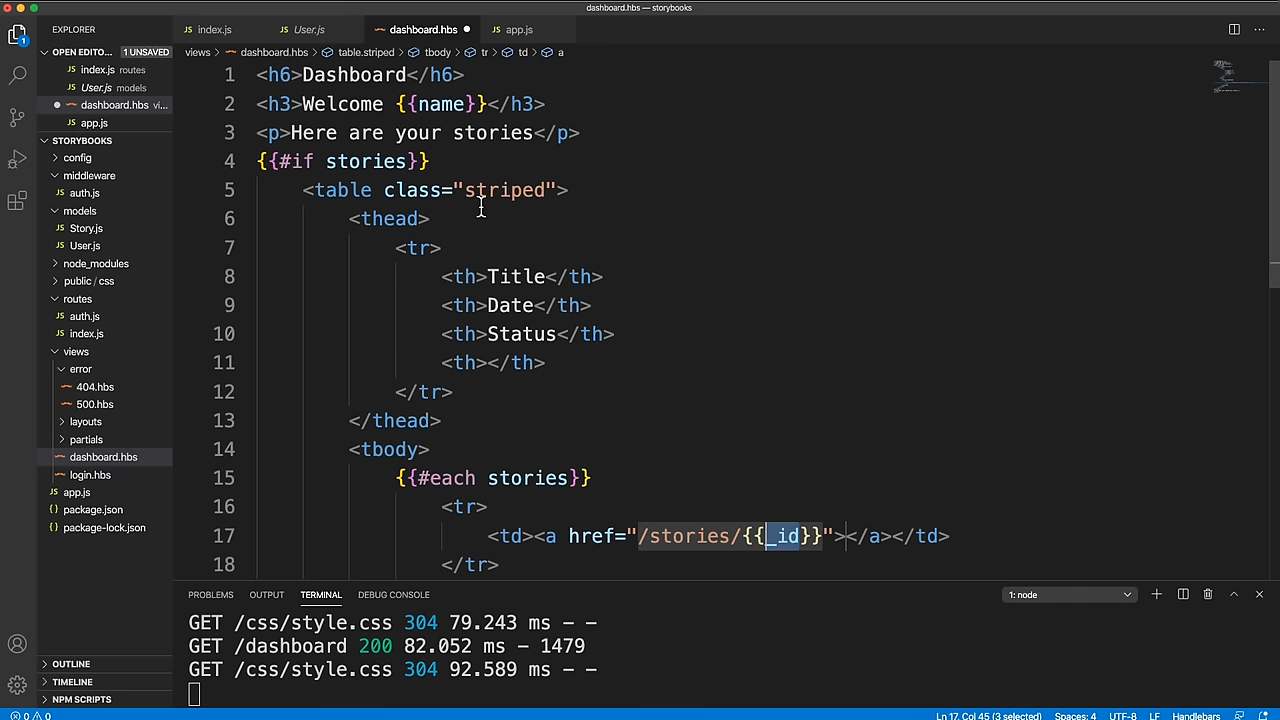 dashboard.hbs — storybooks
EXPLORER
index.js
User.js
dashboard.hbs
app.js
OPEN EDITO... 1 UNSAVED
views > dashboard.hbs > table.striped > tbody > tr > td > a
index.js routes
User.js models
dashboard.hbs vi...
app.js
STORYBOOKS
config
middleware
auth.js
models
Story.js
User.js
node_modules
public / css
routes
auth.js
index.js
views
error
404.hbs
500.hbs
layouts
partials
dashboard.hbs
login.hbs
app.js
package.json
package-lock.json
OUTLINE
TIMELINE
NPM SCRIPTS
1 <h6>Dashboard</h6>
2 <h3>Welcome {{name}}</h3>
3 <p>Here are your stories</p>
4 {{#if stories}}
5 <table class="striped">
6 <thead>
7 <tr>
8 <th>Title</th>
9 <th>Date</th>
10 <th>Status</th>
11 <th></th>
12 </tr>
13 </thead>
14 <tbody>
15 {{#each stories}}
16 <tr>
17 <td><a href="/stories/{{_id}}"></a></td>
18 </tr>
PROBLEMS OUTPUT TERMINAL DEBUG CONSOLE 1: node
GET /css/style.css 304 79.243 ms - -
GET /dashboard 200 82.052 ms - 1479
GET /css/style.css 304 92.589 ms - -
1
0 0 Ln 17, Col 45 (3 selected) Spaces: 4 UTF-8 LF Handlebars